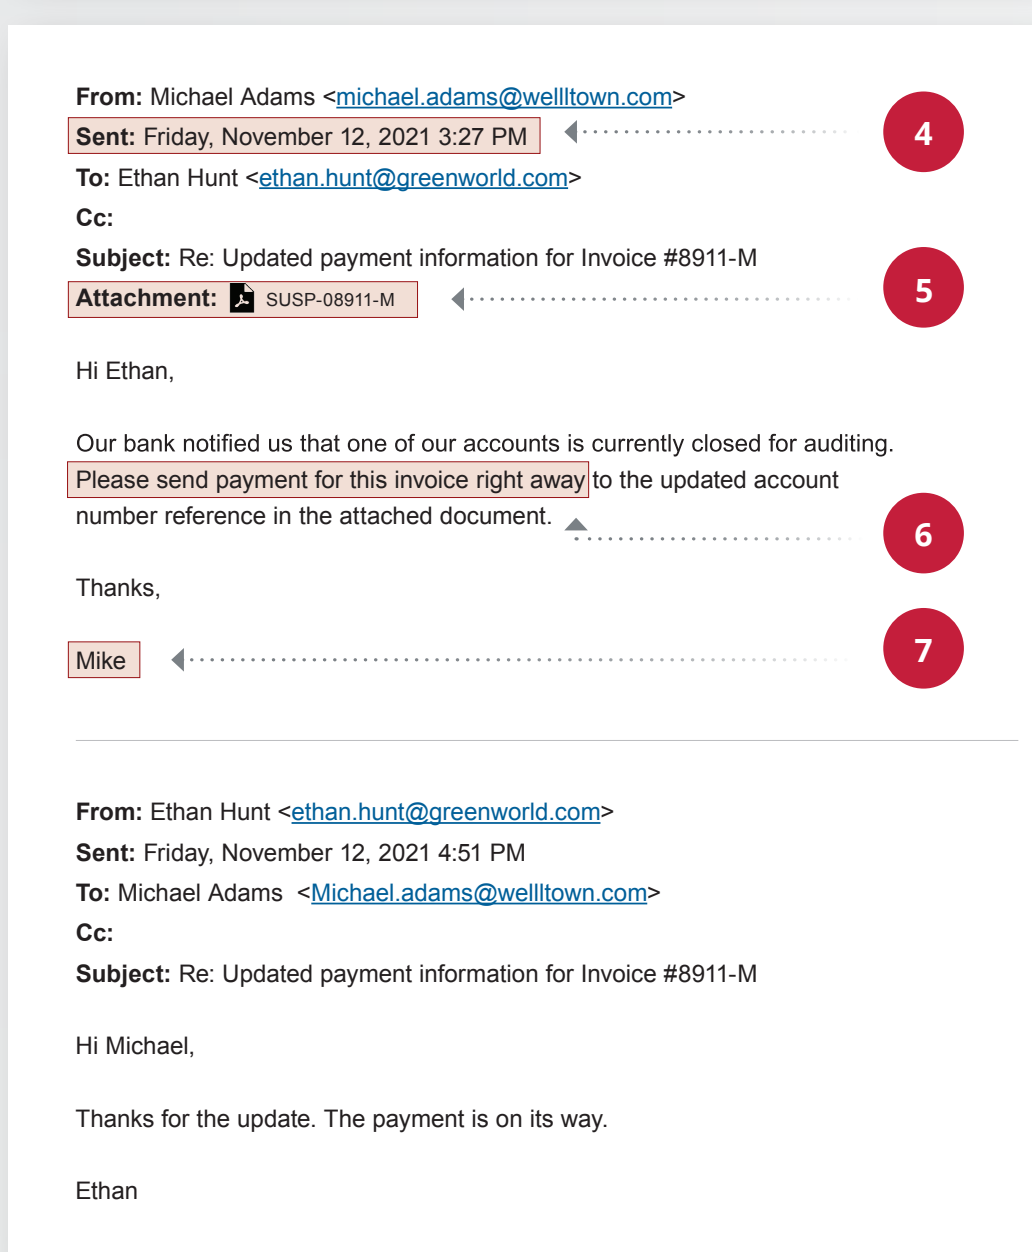 From: Michael Adams <michael.adams@wellltown.com>
Sent: Friday, November 12, 2021 3:27 PM
4
To: Ethan Hunt <ethan.hunt@greenworld.com>
Cc:
Subject: Re: Updated payment information for Invoice #8911-M
Attachment: SUSP-08911-M
5
Hi Ethan,
Our bank notified us that one of our accounts is currently closed for auditing.
Please send payment for this invoice right away to the updated account
number reference in the attached document.
6
Thanks,
Mike
7
From: Ethan Hunt <ethan.hunt@greenworld.com>
Sent: Friday, November 12, 2021 4:51 PM
To: Michael Adams <Michael.adams@wellltown.com>
Cc:
Subject: Re: Updated payment information for Invoice #8911-M
Hi Michael,
Thanks for the update. The payment is on its way.
Ethan